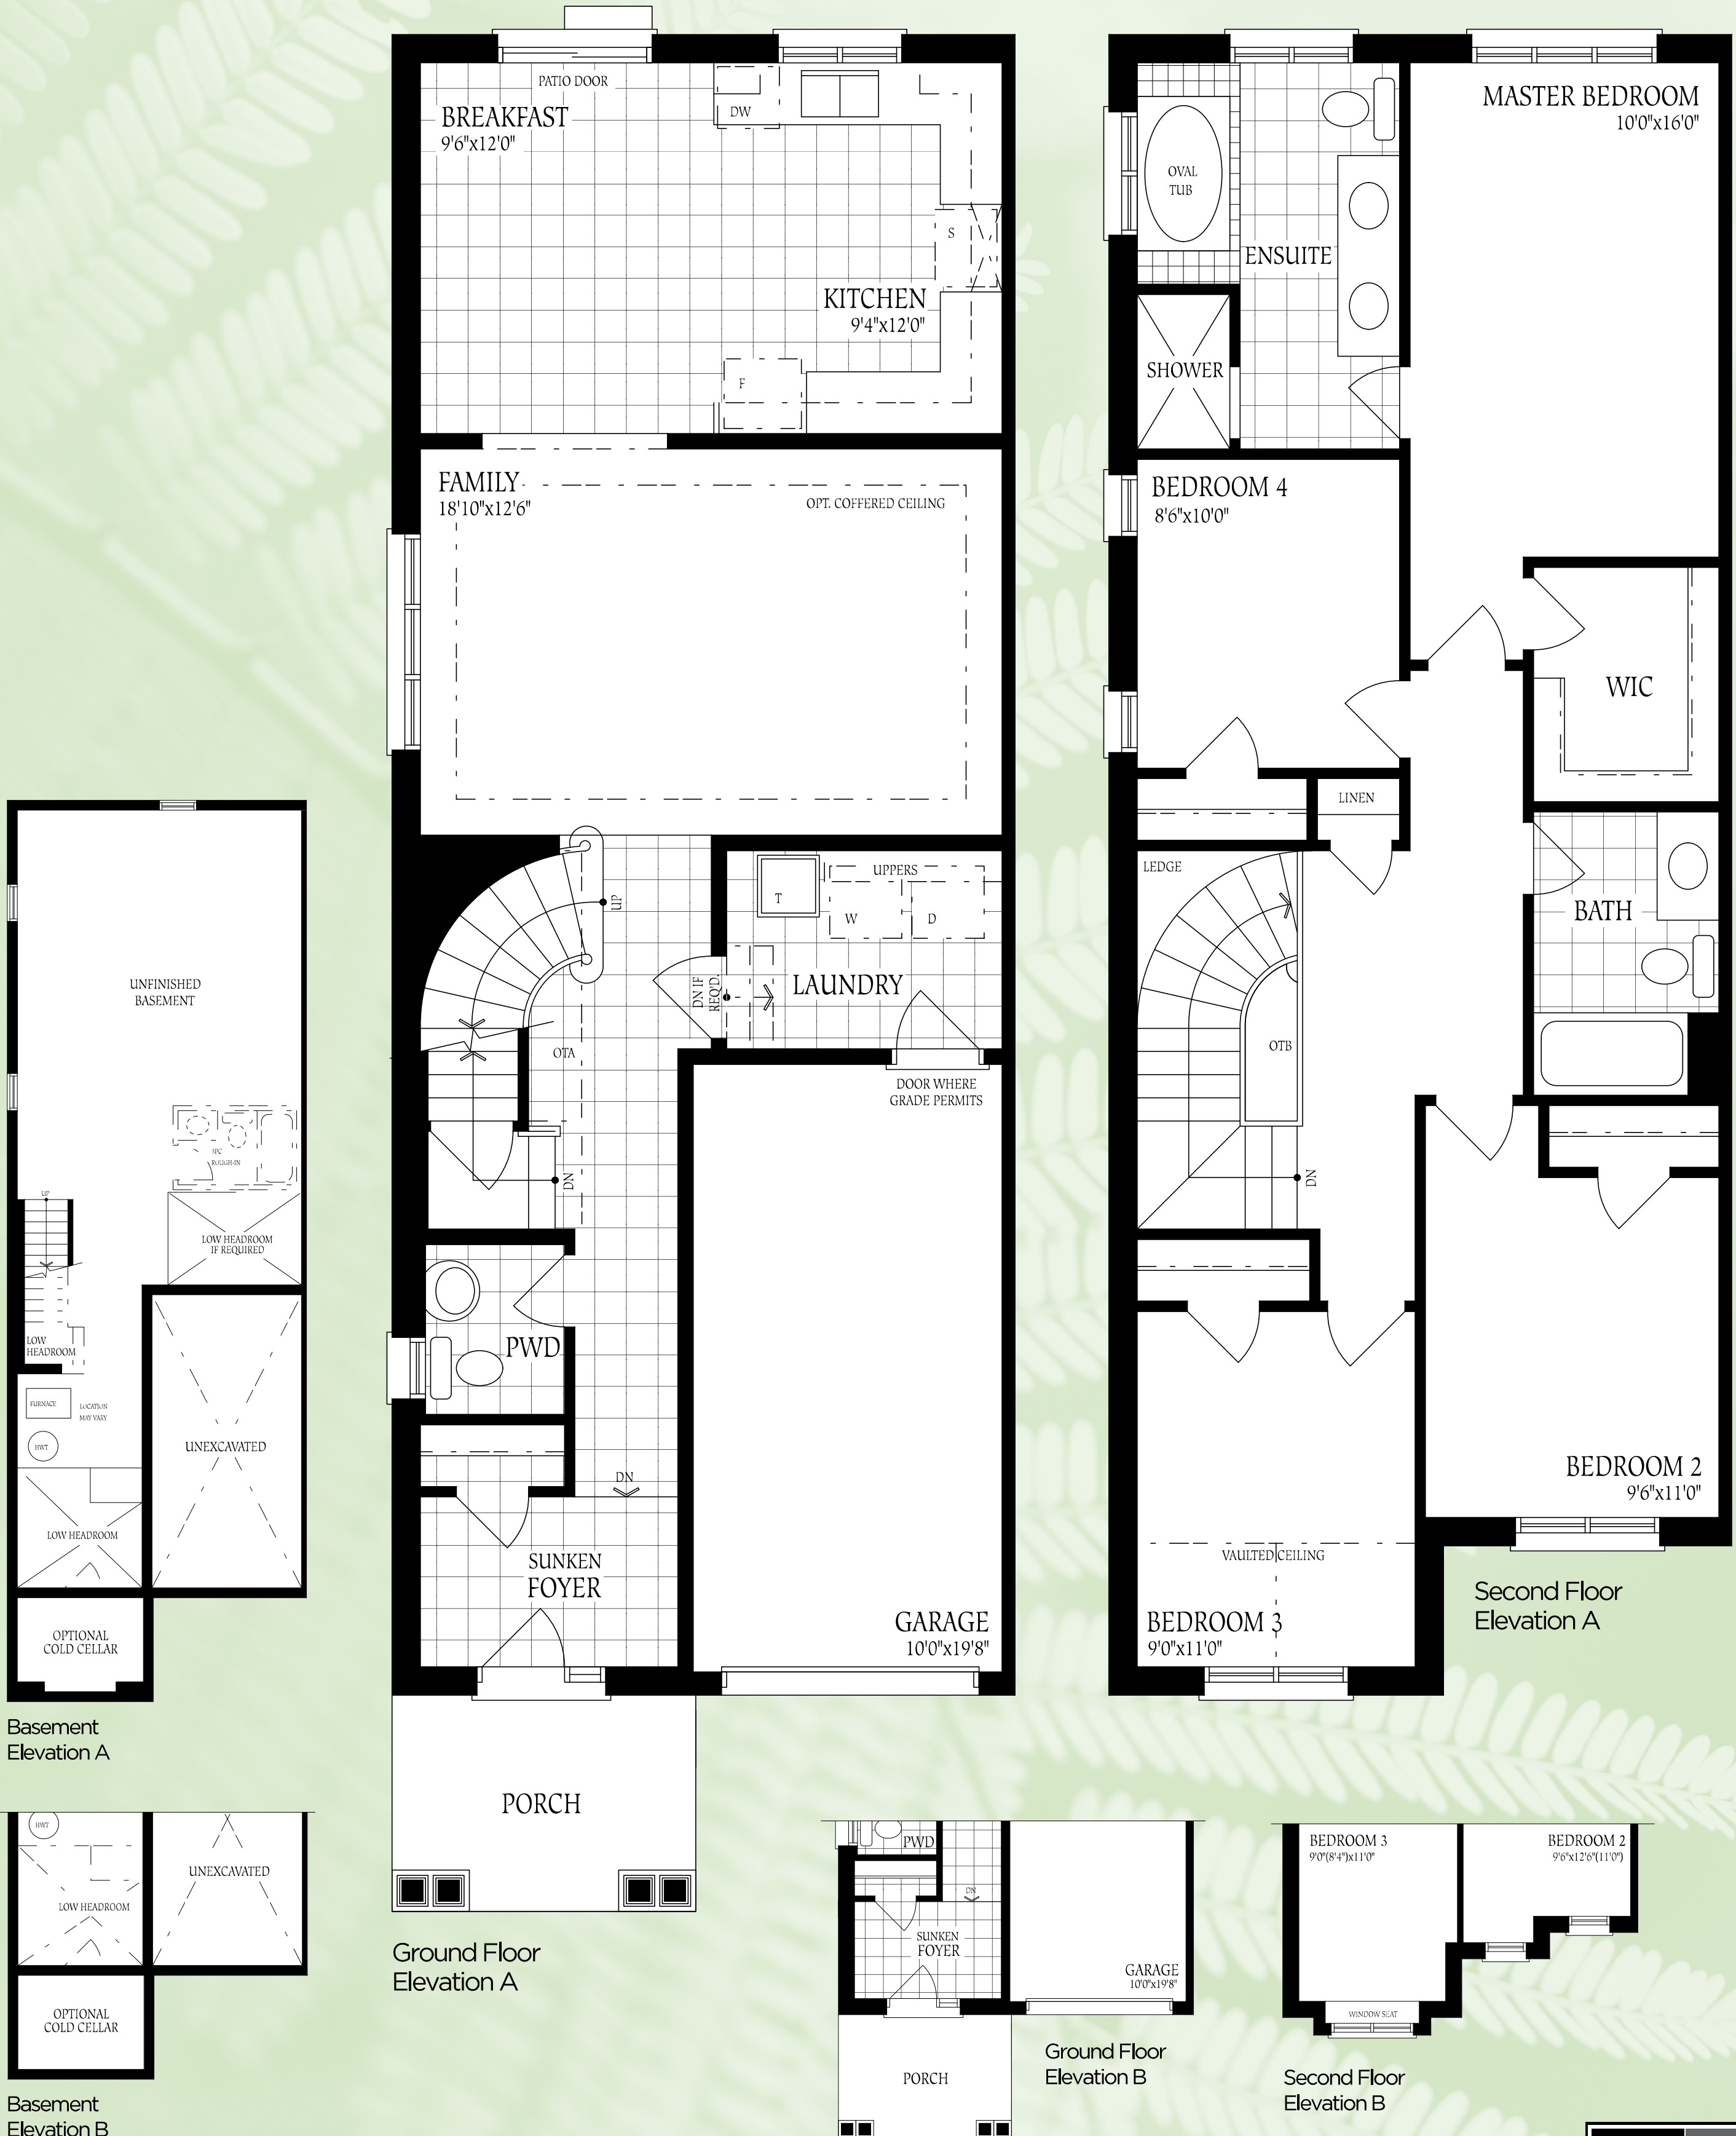 UNFINISHED
BASEMENT
3PC
ROUGH-IN
UP
LOW HEADROOM
IF REQUIRED
LOW
HEADROOM
FURNACE
LOCATION
MAY VARY
HWT
UNEXCAVATED
LOW HEADROOM
OPTIONAL
COLD CELLAR
Basement
Elevation A
HWT
UNEXCAVATED
LOW HEADROOM
OPTIONAL
COLD CELLAR
Basement
Elevation B
PATIO DOOR
BREAKFAST
9'6"x12'0"
DW
S
KITCHEN
9'4"x12'0"
F
FAMILY
18'10"x12'6"
OPT. COFFERED CEILING
UP
T
UPPERS
W
D
DN IF
REQ'D.
LAUNDRY
OTA
DOOR WHERE
GRADE PERMITS
DN
PWD
DN
SUNKEN
FOYER
GARAGE
10'0"x19'8"
PORCH
Ground Floor
Elevation A
MASTER BEDROOM
10'0"x16'0"
OVAL
TUB
ENSUITE
SHOWER
BEDROOM 4
8'6"x10'0"
WIC
LINEN
LEDGE
BATH
OTB
DN
BEDROOM 2
9'6"x11'0"
VAULTED CEILING
BEDROOM 3
9'0"x11'0"
Second Floor
Elevation A
PWD
DN
SUNKEN
FOYER
GARAGE
10'0"x19'8"
PORCH
Ground Floor
Elevation B
BEDROOM 3
9'0"(8'4")x11'0"
BEDROOM 2
9'6"x12'6"(11'0")
WINDOW SEAT
Second Floor
Elevation B